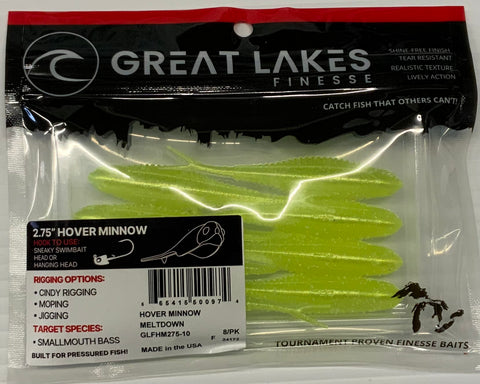 GREAT LAKES
FINESSE
SHINE-FREE FINISH
TEAR RESISTANT
REALISTIC TEXTURE
LIVELY ACTION
CATCH FISH THAT OTHERS CAN'T!
2.75" HOVER MINNOW
HOOK TO USE:
SNEAKY SWIMBAIT
HEAD OR
HANDING HEAD
RIGGING OPTIONS:
• CINDY RIGGING
• MOPING
• JIGGING
TARGET SPECIES:
• SMALLMOUTH BASS
BUILT FOR PRESSURED FISH!
HOVER MINNOW
MELTDOWN
GLFHM275-10
F 8/PK
MADE IN THE USA
TOURNAMENT PROVEN FINESSE BAITS